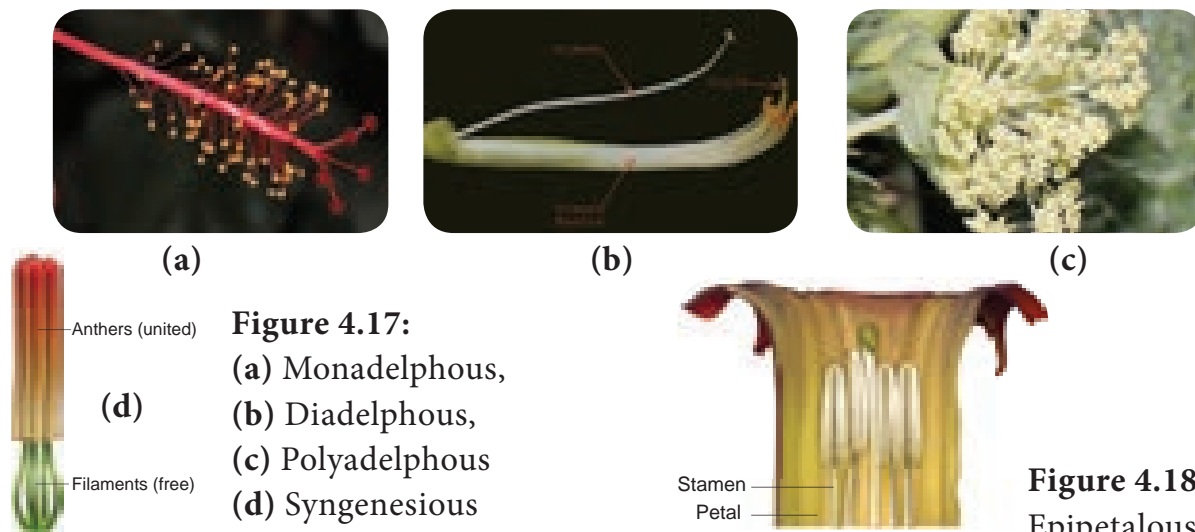 (a)
(b)
(c)
Anthers (united)
(d)
Filaments (free)
Figure 4.17:
(a) Monadelphous,
(b) Diadelphous,
(c) Polyadelphous
(d) Syngenesious
Stamen
Petal
Figure 4.18
Epipetalous